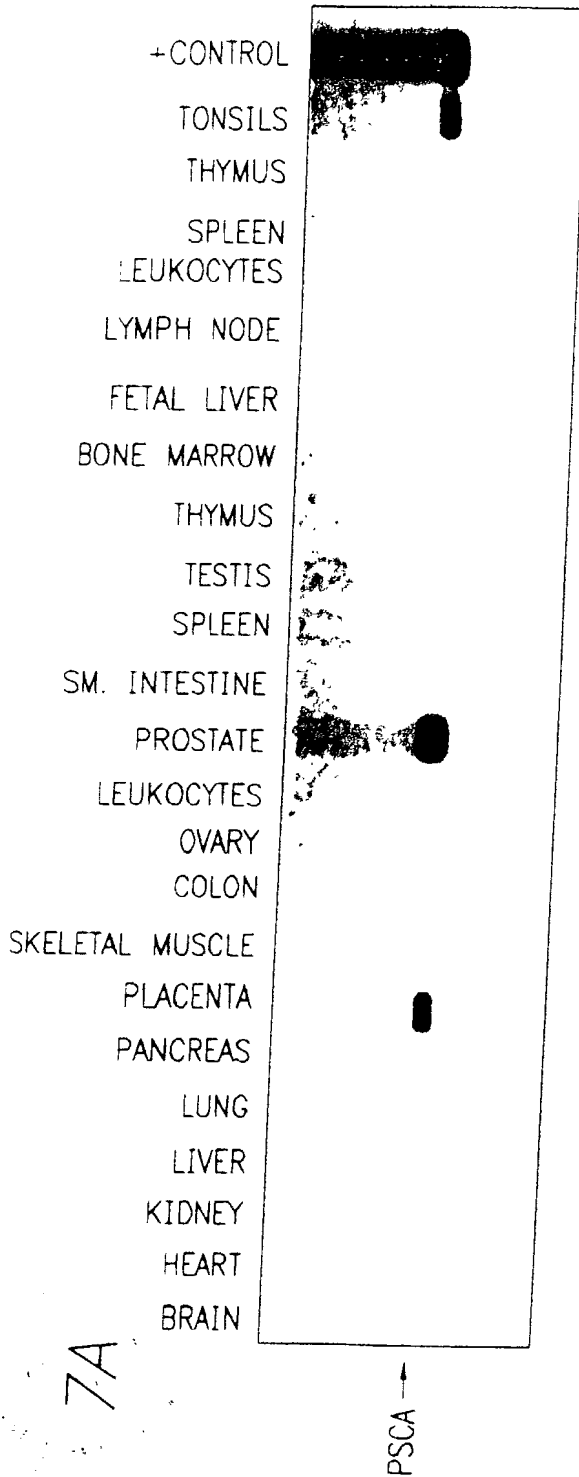 +CONTROL
TONSILS
THYMUS
SPLEEN
LEUKOCYTES
LYMPH NODE
FETAL LIVER
BONE MARROW
THYMUS
TESTIS
SPLEEN
SM. INTESTINE
PROSTATE
LEUKOCYTES
OVARY
COLON
SKELETAL MUSCLE
PLACENTA
PANCREAS
LUNG
LIVER
KIDNEY
HEART
BRAIN
7A
PSCA →